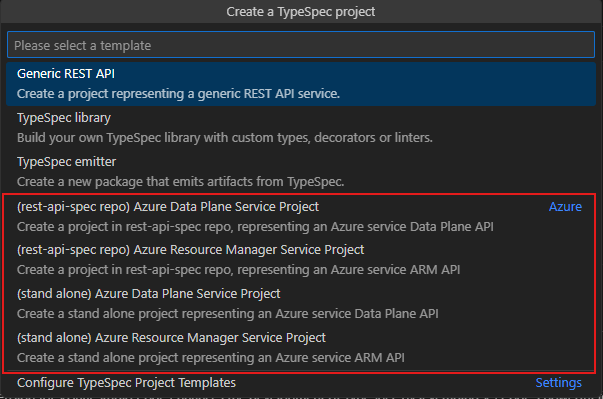 Create a TypeSpec project
Please select a template
Generic REST API
Create a project representing a generic REST API service.
TypeSpec library
Build your own TypeSpec library with custom types, decorators or linters.
TypeSpec emitter
Create a new package that emits artifacts from TypeSpec.
(rest-api-spec repo) Azure Data Plane Service Project Azure
Create a project in rest-api-spec repo, representing an Azure service Data Plane API
(rest-api-spec repo) Azure Resource Manager Service Project
Create a project in rest-api-spec repo, representing an Azure service ARM API
(stand alone) Azure Data Plane Service Project
Create a stand alone project representing an Azure service Data Plane API
(stand alone) Azure Resource Manager Service Project
Create a stand alone project representing an Azure service ARM API
Configure TypeSpec Project Templates Settings